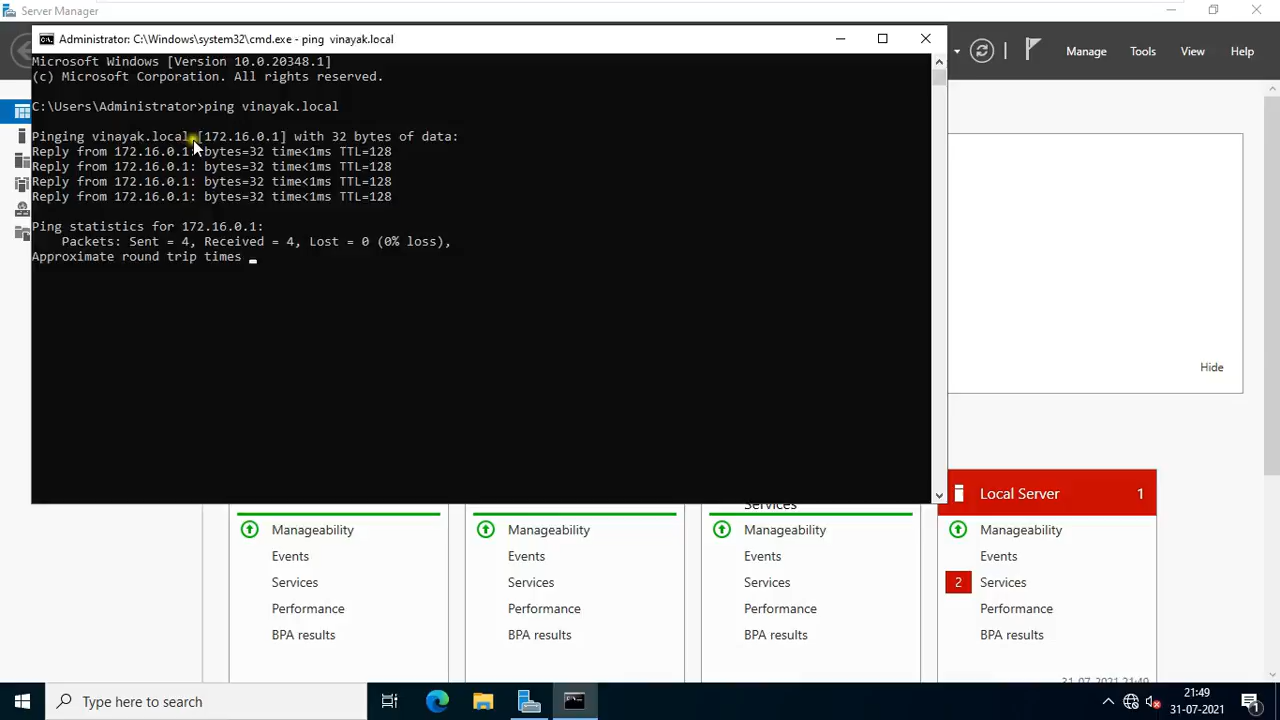 Server Manager
Administrator: C:\Windows\system32\cmd.exe - ping  vinayak.local
Manage
Tools
View
Help
Microsoft Windows [Version 10.0.20348.1]
(c) Microsoft Corporation. All rights reserved.
C:\Users\Administrator>ping vinayak.local
Pinging vinayak.local [172.16.0.1] with 32 bytes of data:
Reply from 172.16.0.1: bytes=32 time<1ms TTL=128
Reply from 172.16.0.1: bytes=32 time<1ms TTL=128
Reply from 172.16.0.1: bytes=32 time<1ms TTL=128
Reply from 172.16.0.1: bytes=32 time<1ms TTL=128
Ping statistics for 172.16.0.1:
    Packets: Sent = 4, Received = 4, Lost = 0 (0% loss),
Approximate round trip times
Hide
Services
Local Server 1
Manageability
Events
Services
Performance
BPA results
Manageability
Events
Services
Performance
BPA results
Manageability
Events
Services
Performance
BPA results
Manageability
Events
2 Services
Performance
BPA results
31-07-2021 21:49
Type here to search
21:49
31-07-2021
1